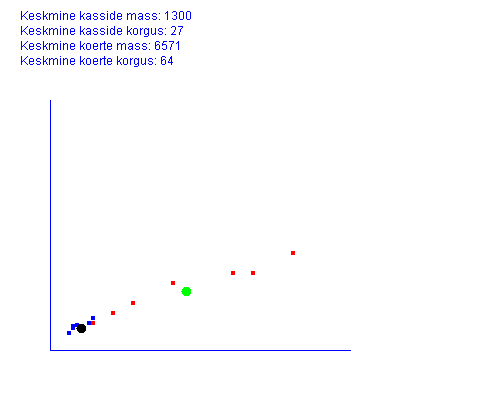 Keskmine kasside mass: 1300
Keskmine kasside korgus: 27
Keskmine koerte mass: 6571
Keskmine koerte korgus: 64